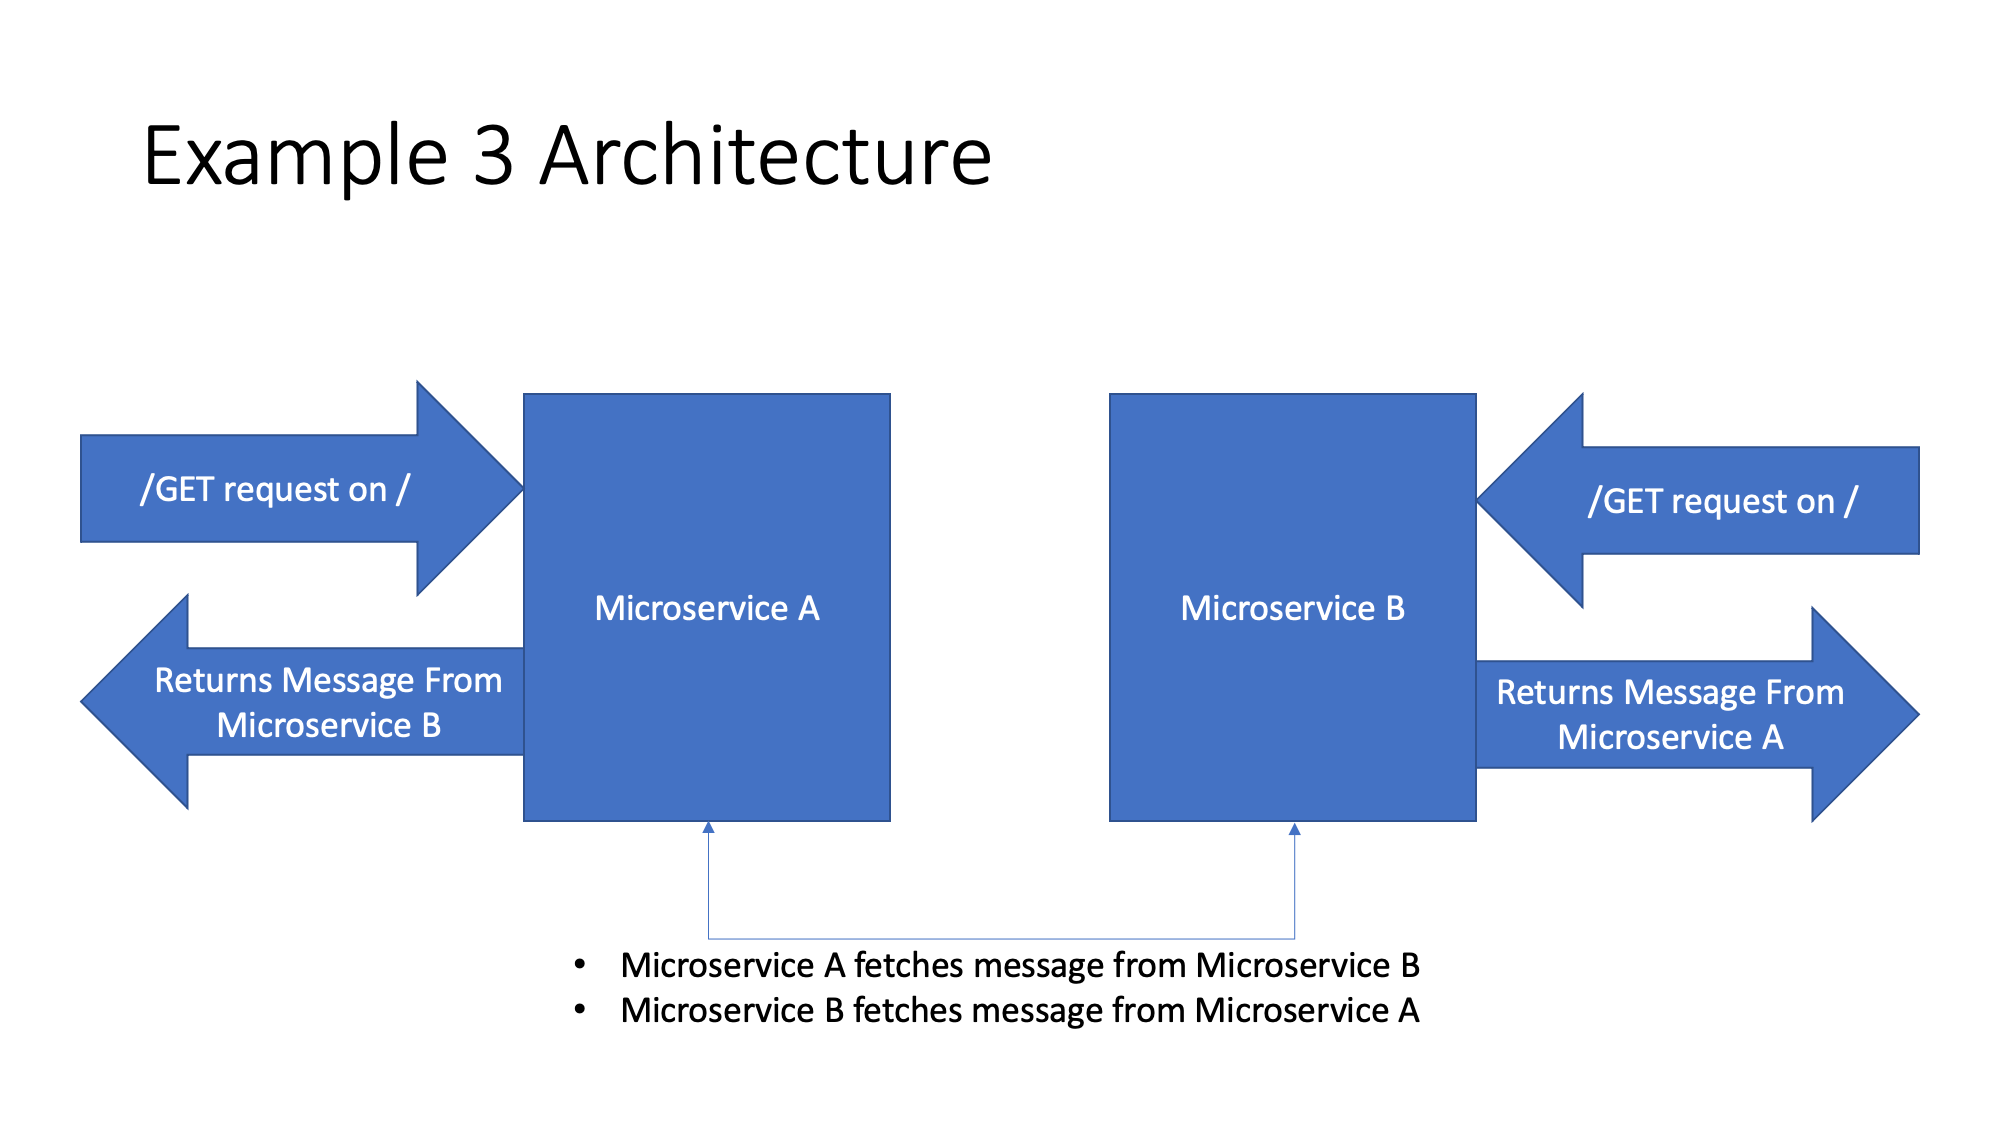 Example 3 Architecture
/GET request on /
Returns Message From
Microservice B
Microservice A
Microservice B
/GET request on /
Returns Message From
Microservice A
• Microservice A fetches message from Microservice B
• Microservice B fetches message from Microservice A